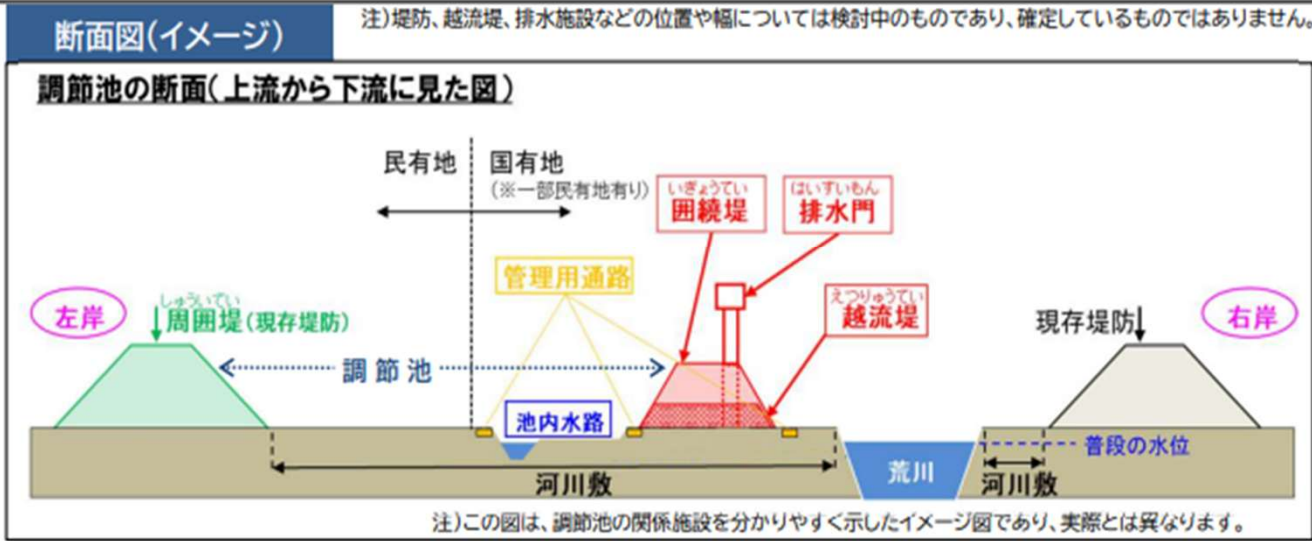 断面図(イメージ)
注)堤防、越流堤、排水施設などの位置や幅については検討中のものであり、確定しているものではありません。
調節池の断面(上流から下流に見た図)
民有地
国有地
(※一部民有地有り)
いぎょうてい
囲繞堤
はいすいもん
排水門
管理用通路
えつりゅうてい
越流堤
左岸
しゅういてい
周囲堤(現存堤防)
現存堤防
右岸
調節池
池内水路
普段の水位
荒川
河川敷
河川敷
注)この図は、調節池の関係施設を分かりやすく示したイメージ図であり、実際とは異なります。